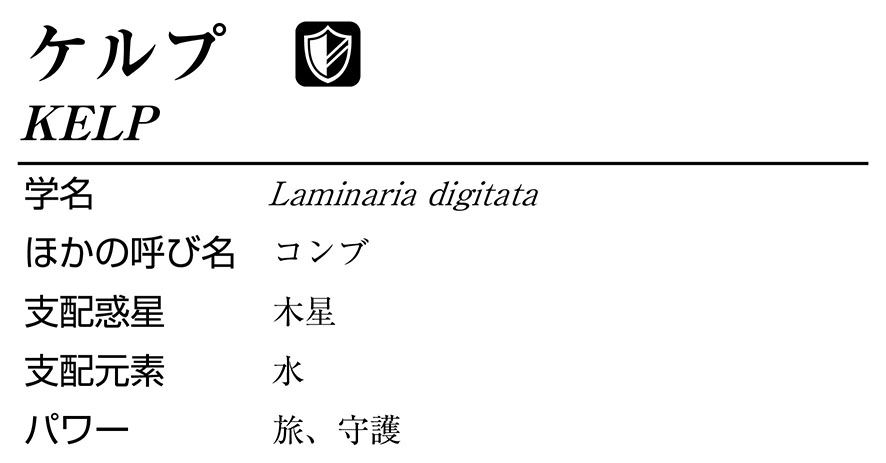 ケルプ
KELP
学名 Laminaria digitata
ほかの呼び名 コンブ
支配惑星 木星
支配元素 水
パワー 旅、守護